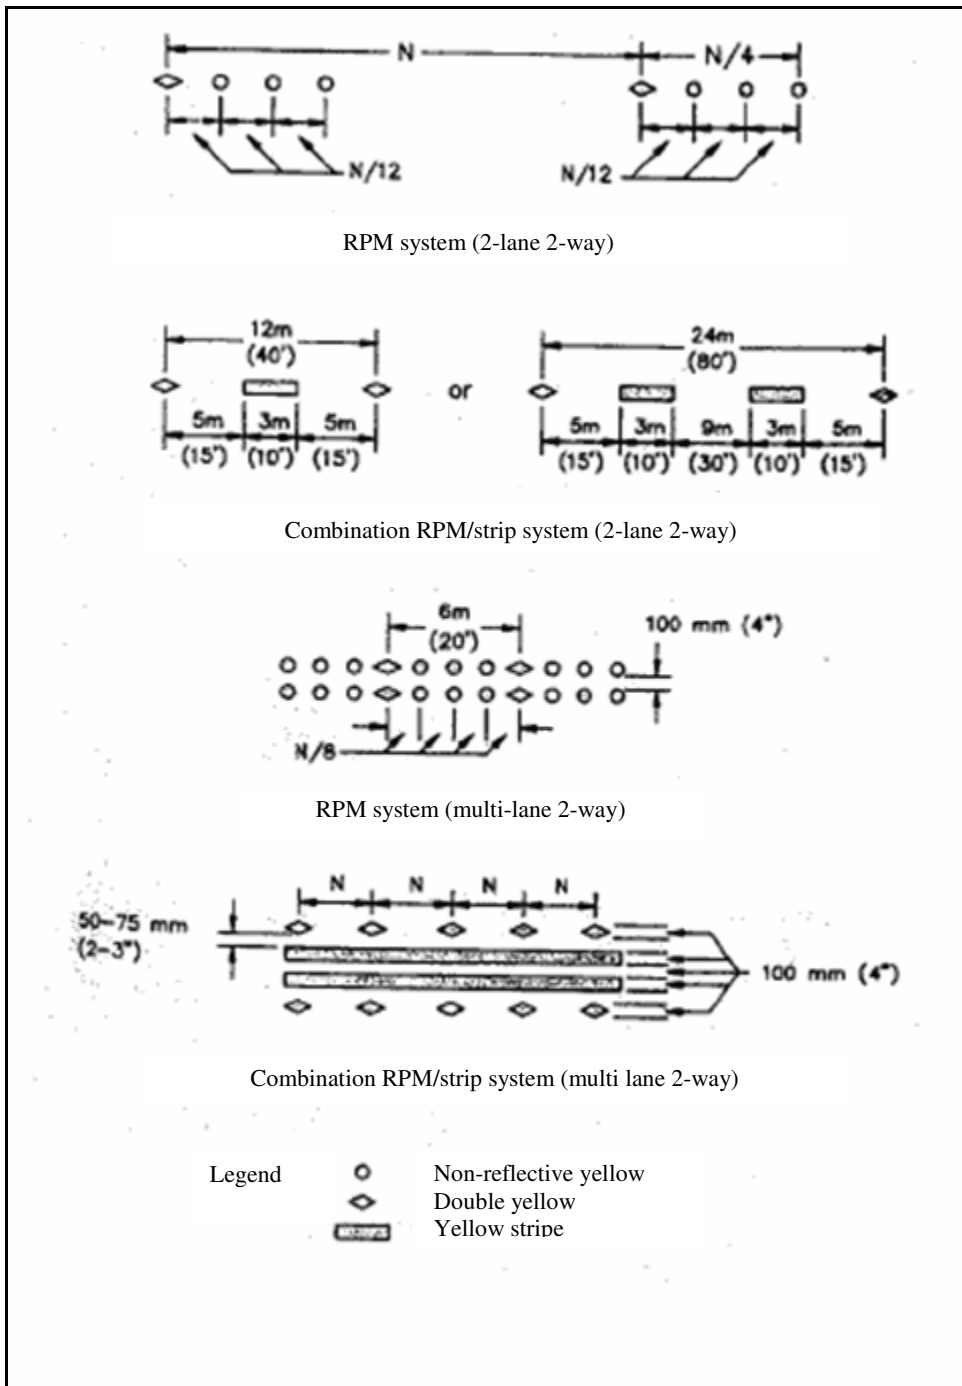 N N/4
N/12 N/12
RPM system (2-lane 2-way)
12m 24m
(40') (80')
or
5m 3m 5m 5m 3m 9m 3m 5m
(15') (10') (15') (15') (10') (30') (10') (15')
Combination RPM/strip system (2-lane 2-way)
6m
(20')
100 mm (4")
N/8
RPM system (multi-lane 2-way)
N N N N
50-75 mm
(2-3")
100 mm (4")
Combination RPM/strip system (multi lane 2-way)
Legend Non-reflective yellow
Double yellow
Yellow stripe